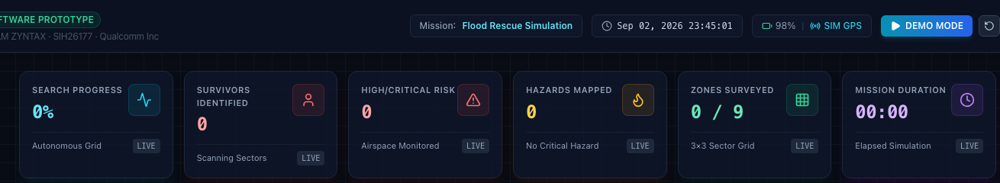 FTWARE PROTOTYPE
AM ZYNTAX · SIH26177 · Qualcomm Inc
Mission: Flood Rescue Simulation
Sep 02, 2026 23:45:01
98% | SIM GPS
DEMO MODE
SEARCH PROGRESS
0%
Autonomous Grid LIVE
SURVIVORS
IDENTIFIED
0
Scanning Sectors LIVE
HIGH/CRITICAL RISK
0
Airspace Monitored LIVE
HAZARDS MAPPED
0
No Critical Hazard LIVE
ZONES SURVEYED
0 / 9
3×3 Sector Grid LIVE
MISSION DURATION
00:00
Elapsed Simulation LIVE